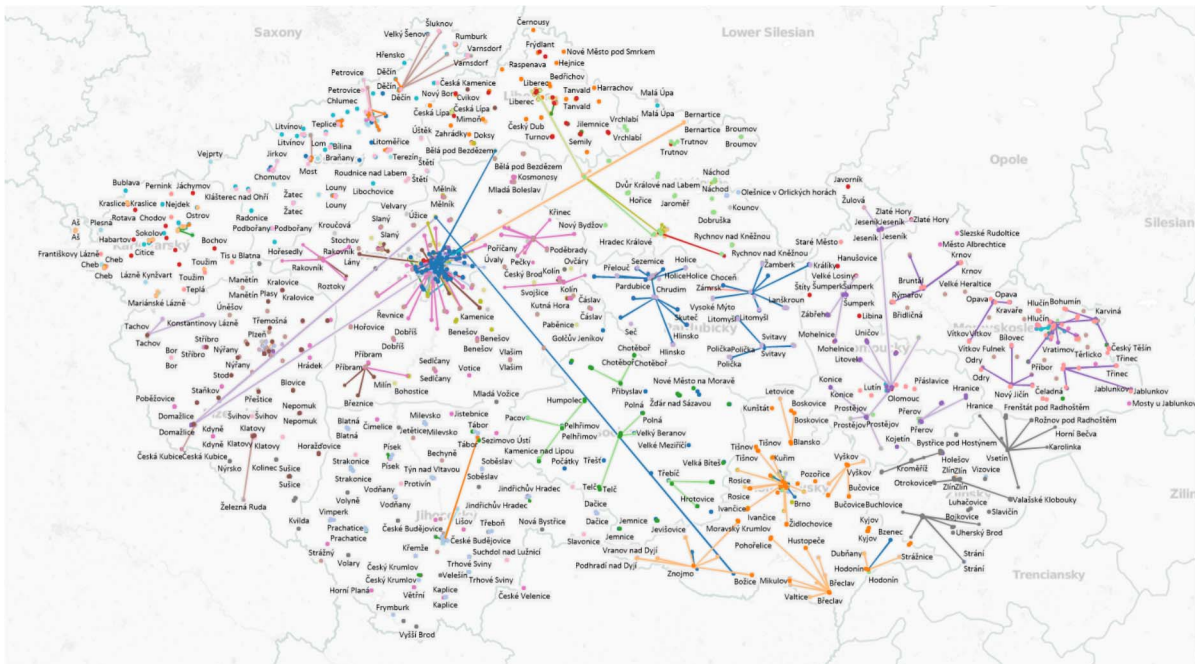 Saxony
Lower Silesian
Opole
Silesian
Trenciansky
Černousy
Šluknov
Velký Šenov
Rumburk
Varnsdorf
Varnsdorf
Hřensko
Frýdlant
Nové Město pod Smrkem
Raspenava
Hejnice
Bedřichov
Petrovice
Děčín
Děčín
Děčín
Česká Kamenice
Nový Bor
Cvikov
Liberec
Liberec
Tanvald
Tanvald
Harrachov
Malá Úpa
Malá Úpa
Petrovice
Chlumec
Teplice
Česká Lípa
Česká Lípa
Mimoň
Zahrádky
Doksy
Český Dub
Turnov
Jilemnice
Semily
Vrchlabí
Vrchlabí
Bernartice
Bernartice
Trutnov
Trutnov
Broumov
Broumov
Litvínov
Litvínov
Lom
Bílina
Braňany
Most
Litoměřice
Úštěk
Terezín
Štětí
Štětí
Bělá pod Bezdězem
Bělá pod Bezdězem
Kosmonosy
Mladá Boleslav
Jirkov
Chomutov
Roudnice nad Labem
Libochovice
Vejprty
Náchod
Náchod
Dvůr Králové nad Labem
Hořice
Jaroměř
Olešnice v Orlických horách
Kounov
Dobruška
Bublava
Pernink
Jáchymov
Kraslice
Kraslice
Nejdek
Rotava
Chodov
Ostrov
Klášterec nad Ohří
Žatec
Žatec
Louny
Louny
Radonice
Podbořany
Podbořany
Mělník
Mělník
Velvary
Slaný
Slaný
Úžice
Kroučová
Křinec
Nový Bydžov
Hradec Králové
Rychnov nad Kněžnou
Rychnov nad Kněžnou
Javorník
Žulová
Zlaté Hory
Zlaté Hory
Jeseník
Jeseník
Jeseník
Jeseník
Aš
Aš
Plesná
Sokolov
Habartov
Citice
Bochov
Františkovy Lázně
Cheb
Cheb
Toužim
Toužim
Lázně Kynžvart
Teplá
Mariánské Lázně
Tis u Blatna
Hořesedly
Stochov
Rakovník
Rakovník
Lány
Roztoky
Poříčany
Úvaly
Poděbrady
Pečky
Český Brod
Ovčáry
Kolín
Kolín
Svojšice
Kutná Hora
Čáslav
Čáslav
Sezemice
Přelouč
Holice
Holice
Holice
Pardubice
Chrudim
Choceň
Zámrsk
Žamberk
Králíky
Staré Město
Hanušovice
Velké Losiny
Štíty
Šumperk
Šumperk
Šumperk
Slezské Rudoltice
Město Albrechtice
Krnov
Krnov
Bruntál
Velké Heraltice
Rýmařov
Břidličná
Manětín
Manětín
Kralovice
Kralovice
Plasy
Úněšov
Třemošná
Konstantinovy Lázně
Tachov
Tachov
Stříbro
Stříbro
Nýřany
Nýřany
Plzeň
Hořovice
Řevnice
Dobříš
Dobříš
Kamenice
Benešov
Benešov
Vlašim
Vlašim
Paběnice
Golčův Jeníkov
Seč
Skuteč
Hlinsko
Hlinsko
Vysoké Mýto
Litomyšl
Litomyšl
Lanškroun
Polička
Polička
Polička
Svitavy
Svitavy
Zábřeh
Libina
Mohelnice
Mohelnice
Uničov
Litovel
Opava
Opava
Kravaře
Hlučín
Hlučín
Bohumín
Karviná
Vítkov
Vítkov
Bílovec
Fulnek
Odry
Odry
Vratimov
Český Těšín
Těrlicko
Třinec
Třinec
Příbor
Nový Jičín
Čeladná
Jablunkov
Jablunkov
Mosty u Jablunkov
Hrádek
Stod
Staňkov
Poběžovice
Domažlice
Domažlice
Přeštice
Blovice
Příbram
Příbram
Milín
Březnice
Bohostice
Sedlčany
Sedlčany
Votice
Chotěboř
Chotěboř
Přibyslav
Nové Město na Moravě
Žďár nad Sázavou
Velké Meziříčí
Konice
Konice
Lutín
Olomouc
Přáslavice
Prostějov
Prostějov
Prostějov
Přerov
Přerov
Hranice
Hranice
Kojetín
Frenštát pod Radhoštěm
Rožnov pod Radhoštěm
Horní Bečva
Karolinka
Vsetín
Kdyně
Kdyně
Švihov
Švihov
Klatovy
Klatovy
Nepomuk
Nepomuk
Česká Kubice
Česká Kubice
Nýrsko
Kolinec
Sušice
Sušice
Horažďovice
Železná Ruda
Blatná
Blatná
Čimelice
Milevsko
Milevsko
Mladá Vožice
Jistebnice
Tábor
Tábor
Sezimovo Ústí
Bechyně
Písek
Písek
Strakonice
Strakonice
Týn nad Vltavou
Protivín
Vodňany
Vodňany
Volyně
Soběslav
Soběslav
Humpolec
Pacov
Pelhřimov
Pelhřimov
Kamenice nad Lipou
Počátky
Polná
Polná
Velký Beranov
Třešť
Telč
Telč
Třebíč
Velká Bíteš
Hrotovice
Letovice
Kunštát
Boskovice
Boskovice
Blansko
Tišnov
Tišnov
Tišnov
Kuřim
Rosice
Rosice
Pozořice
Vyškov
Vyškov
Bučovice
Bučovice
Brno
Ivančice
Ivančice
Židlochovice
Moravský Krumlov
Buchlovice
Bystřice pod Hostýnem
Holešov
Kroměříž
Otrokovice
Zlín
Zlín
Zlín
Zlín
Vizovice
Luhačovice
Slavičín
Valašské Klobouky
Bojkovice
Uherský Brod
Strání
Strání
Vimperk
Prachatice
Prachatice
Kvilda
Strážný
Volary
Lišov
České Budějovice
České Budějovice
Křemže
Třeboň
Suchdol nad Lužnicí
Jindřichův Hradec
Jindřichův Hradec
Nová Bystřice
Dačice
Dačice
Slavonice
Jemnice
Jemnice
Jevišovice
Vranov nad Dyjí
Podhradí nad Dyjí
Znojmo
Božice
Pohořelice
Hustopeče
Mikulov
Valtice
Břeclav
Břeclav
Dubňany
Hodonín
Hodonín
Kyjov
Kyjov
Bzenec
Strážnice
Český Krumlov
Český Krumlov
Větřní
Horní Planá
Velešín
Trhové Sviny
Trhové Sviny
Kaplice
Kaplice
České Velenice
Frymburk
Vyšší Brod